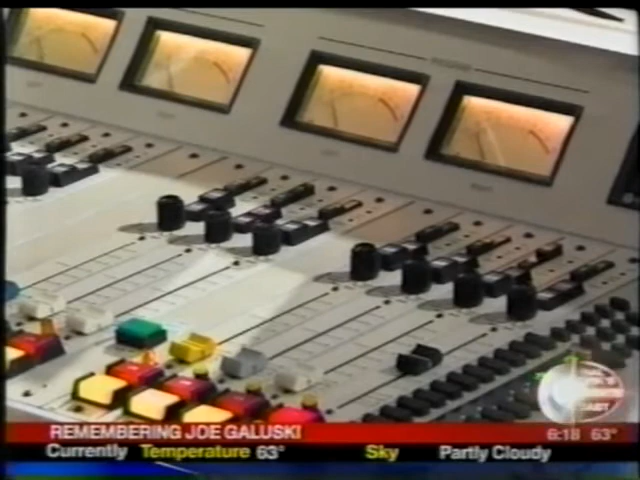 REMEMBERING JOE GALUSKI 6:18 63°
Currently Temperature 63° Sky Partly Cloudy